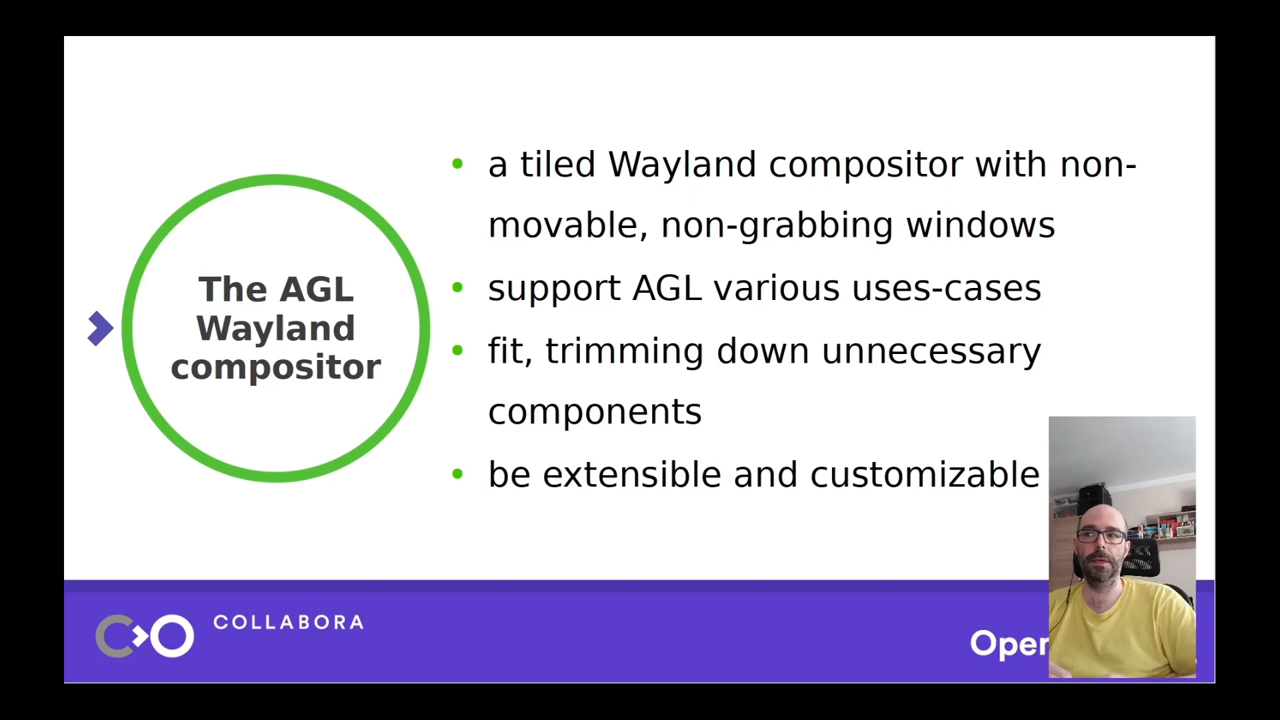 The AGL
Wayland
compositor
a tiled Wayland compositor with non-
movable, non-grabbing windows
support AGL various uses-cases
fit, trimming down unnecessary
components
be extensible and customizable
COLLABORA
Open